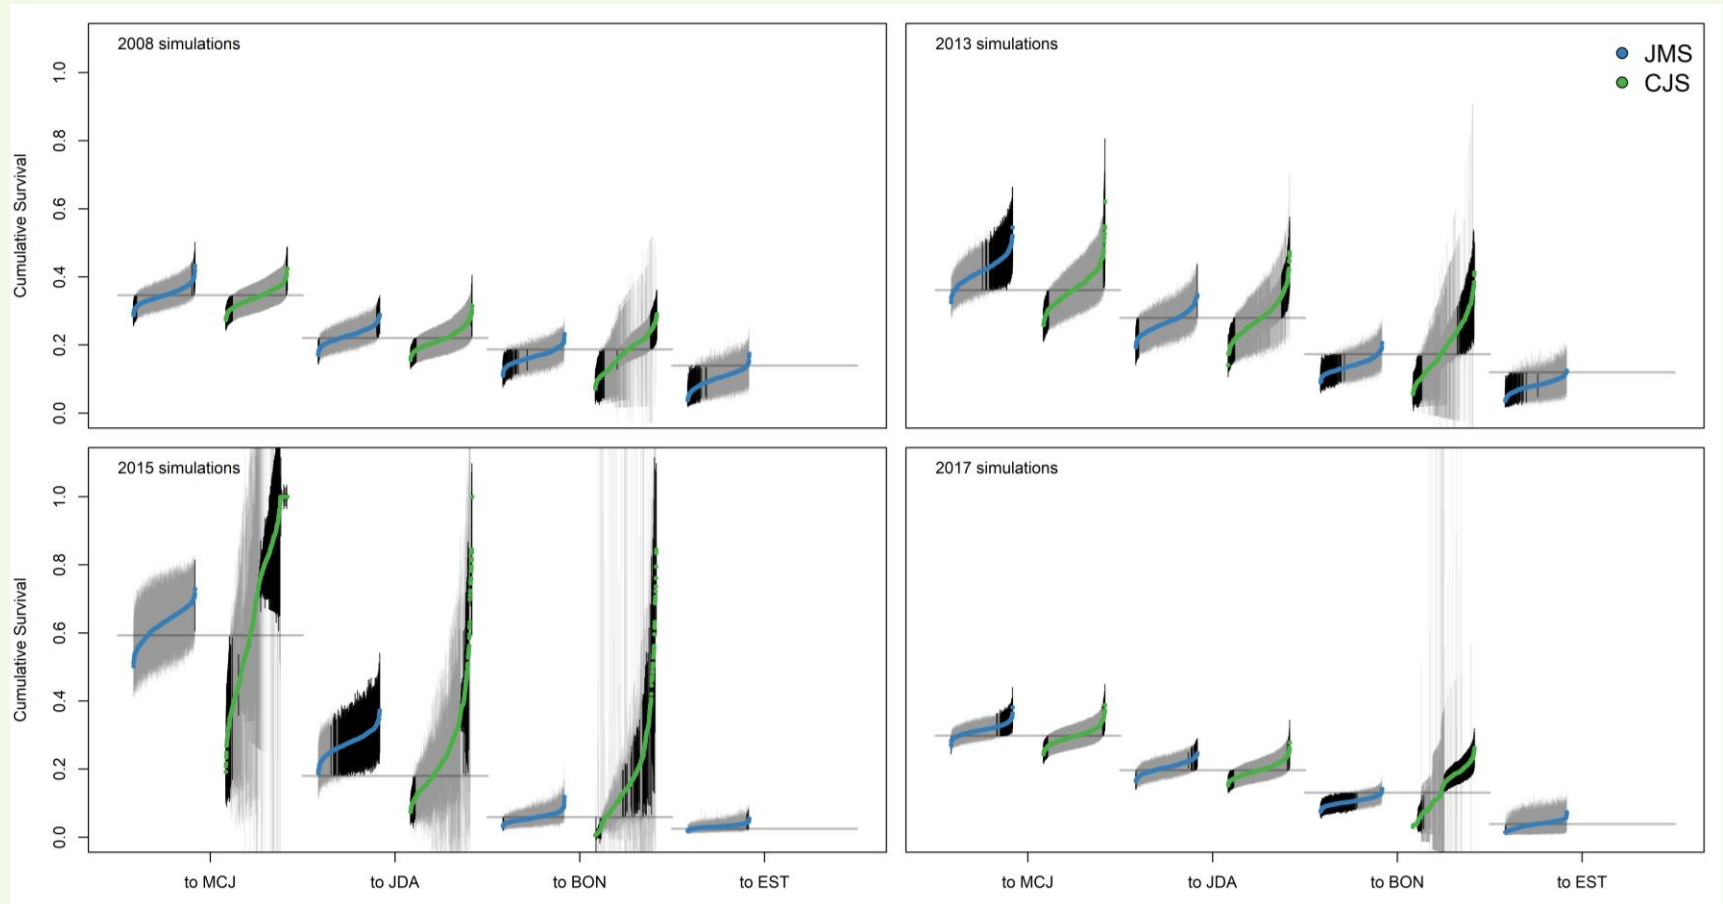 2008 simulations
2013 simulations
JMS
CJS
Cumulative Survival
0.0
0.2
0.4
0.6
0.8
1.0
2015 simulations
2017 simulations
Cumulative Survival
0.0
0.2
0.4
0.6
0.8
1.0
to MCJ
to JDA
to BON
to EST
to MCJ
to JDA
to BON
to EST